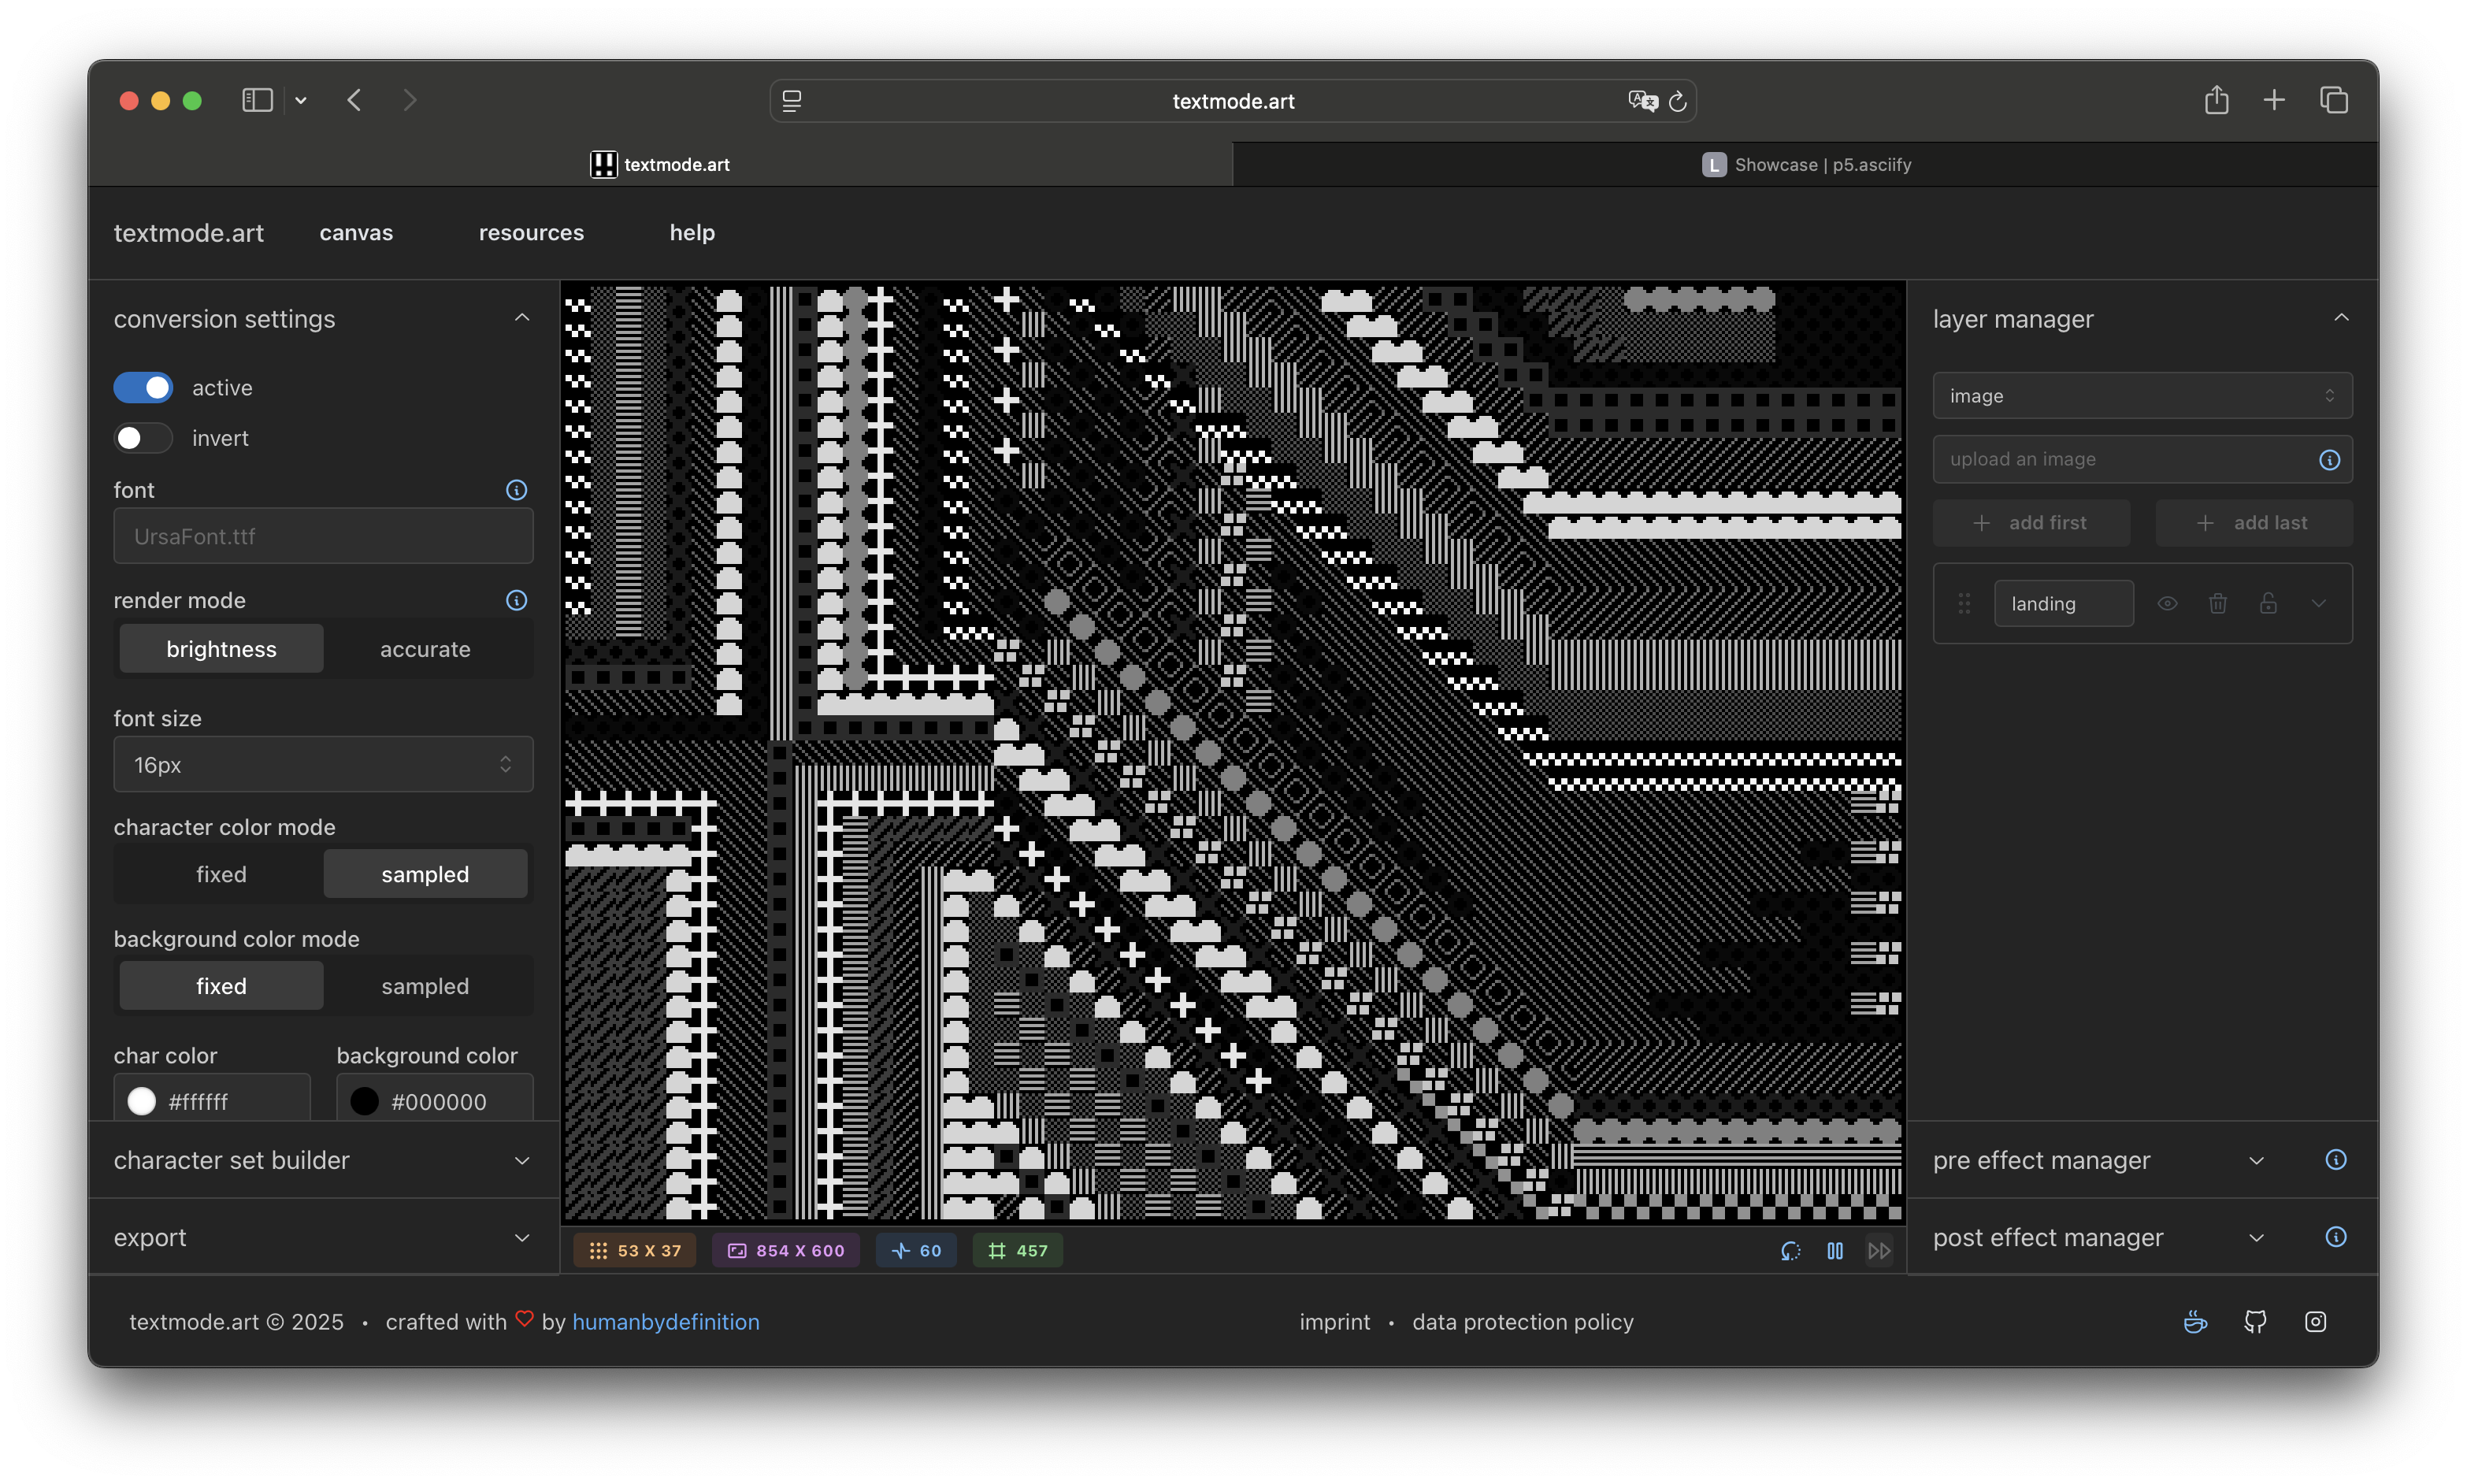 textmode.art
textmode.art
L Showcase | p5.asciify
textmode.art canvas resources help
conversion settings
active
invert
font
UrsaFont.ttf
render mode
brightness accurate
font size
16px
character color mode
fixed sampled
background color mode
fixed sampled
char color background color
#ffffff #000000
character set builder
export
53 X 37 854 X 600 60 457
layer manager
image
upload an image
add first add last
landing
pre effect manager
post effect manager
textmode.art © 2025 • crafted with by humanbydefinition
imprint • data protection policy